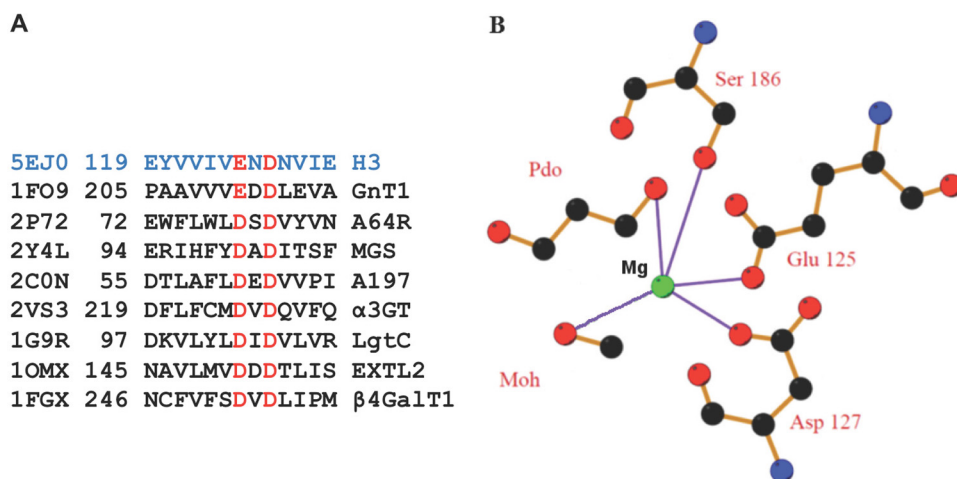 A
5EJ0 119 EYVVIVENDNVIE H3
1FO9 205 PAAVVVEDDLEVA GnT1
2P72 72 EWFLWLDSDVYVN A64R
2Y4L 94 ERIHFYDADITSF MGS
2C0N 55 DTLAFLDEDVVPI A197
2VS3 219 DFLFCMDVDQVFQ α3GT
1G9R 97 DKVLYLDIDVLVR LgtC
1OMX 145 NAVLMVDDDTLIS EXTL2
1FGX 246 NCFVFSDVDLIPM β4GalT1
B
Ser 186
Pdo
Glu 125
Mg
Moh
Asp 127